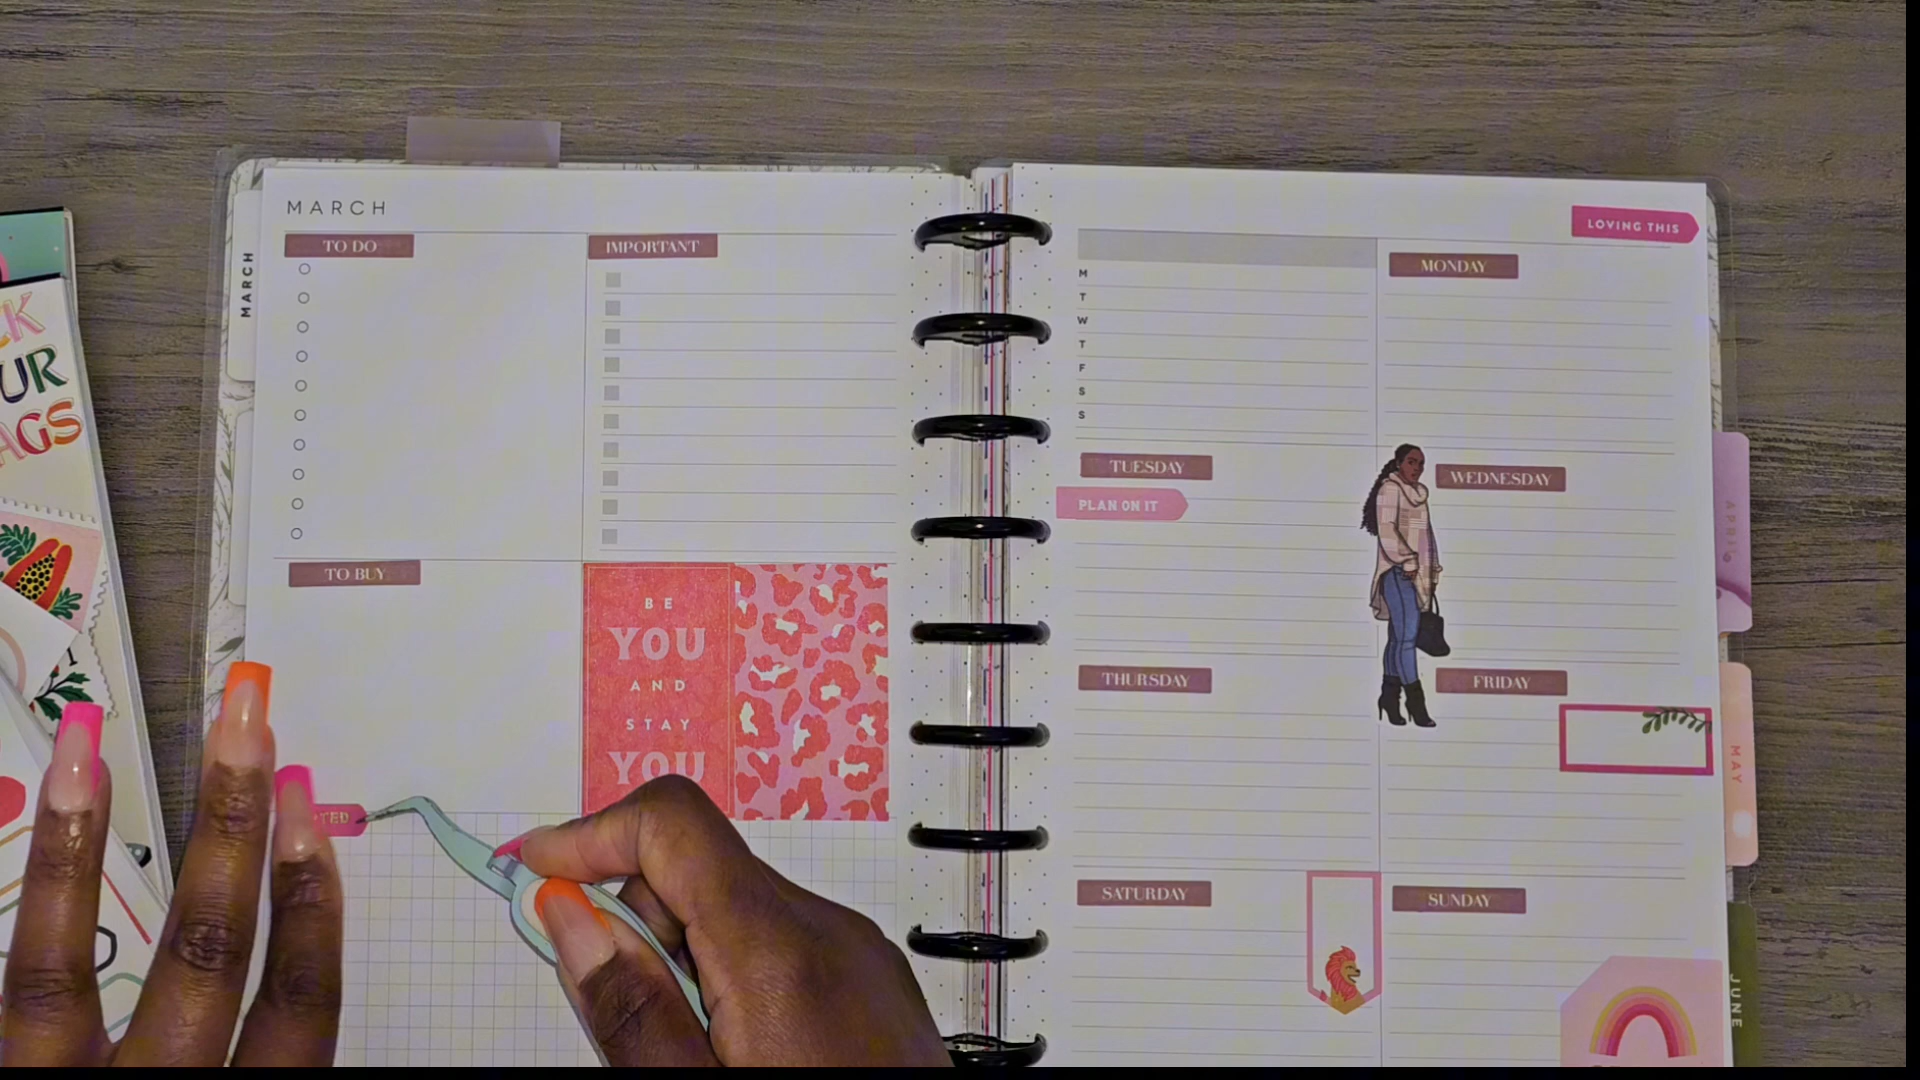 MARCH
MARCH
TO DO
IMPORTANT
TO BUY
BE
YOU
AND
STAY
YOU
LOVING THIS
M
T
W
T
F
S
S
MONDAY
TUESDAY
PLAN ON IT
WEDNESDAY
THURSDAY
FRIDAY
SATURDAY
SUNDAY
APRIL
MAY
JUNE